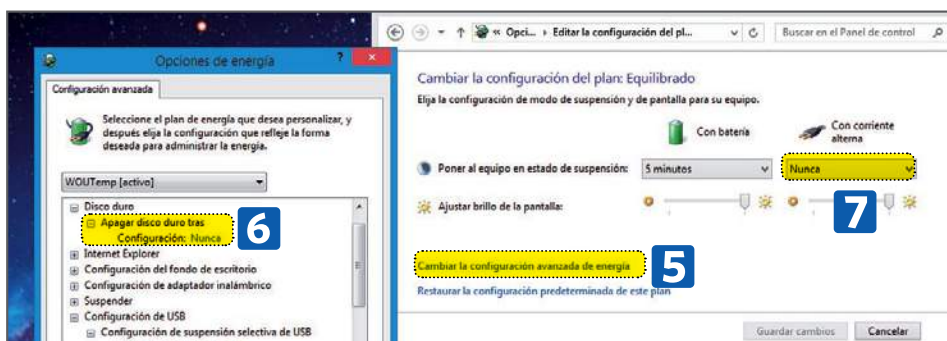 Opciones de energía
?
Configuración avanzada
Seleccione el plan de energía que desea personalizar, y
después elija la configuración que refleje la forma
deseada para administrar la energía.
WOUTemp [activo]
Disco duro
Apagar disco duro tras
Configuración: Nunca
6
Internet Explorer
Configuración del fondo de escritorio
Configuración de adaptador inalámbrico
Suspender
Configuración de USB
Configuración de suspensión selectiva de USB
« Opci... Editar la configuración del pl...
Buscar en el Panel de control
Cambiar la configuración del plan: Equilibrado
Elija la configuración de modo de suspensión y de pantalla para su equipo.
Con batería
Con corriente
alterna
Poner al equipo en estado de suspensión: 5 minutos Nunca
Ajustar brillo de la pantalla:
7
Cambiar la configuración avanzada de energía
5
Restaurar la configuración predeterminada de este plan
Guardar cambios Cancelar